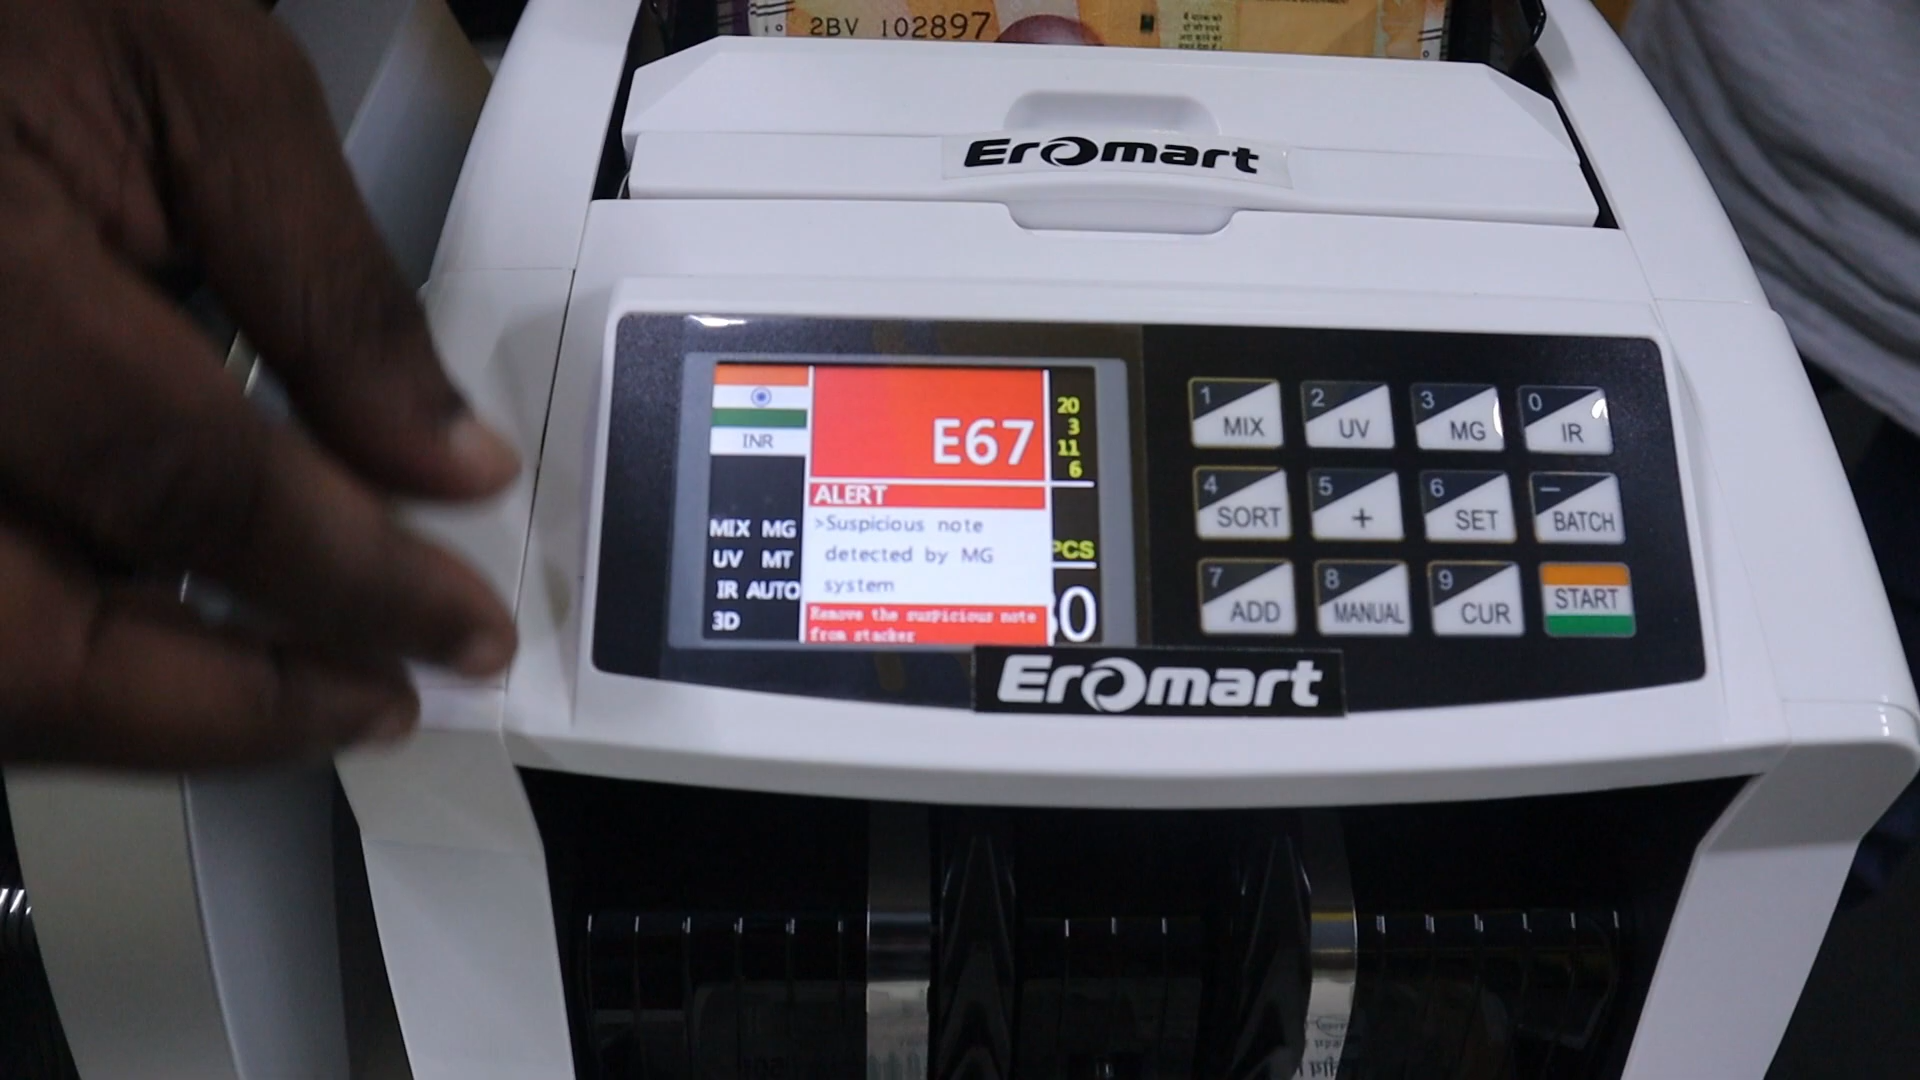 2BV 102897
Eromart
INR
E67
20
3
11
6
ALERT
>Suspicious note
detected by MG
system
Remove the suspicious note
from stacker
MIX MG
UV MT
IR AUTO
3D
PCS
0
1 MIX
2 UV
3 MG
0 IR
4 SORT
5 +
6 SET
— BATCH
7 ADD
8 MANUAL
9 CUR
START
Eromart